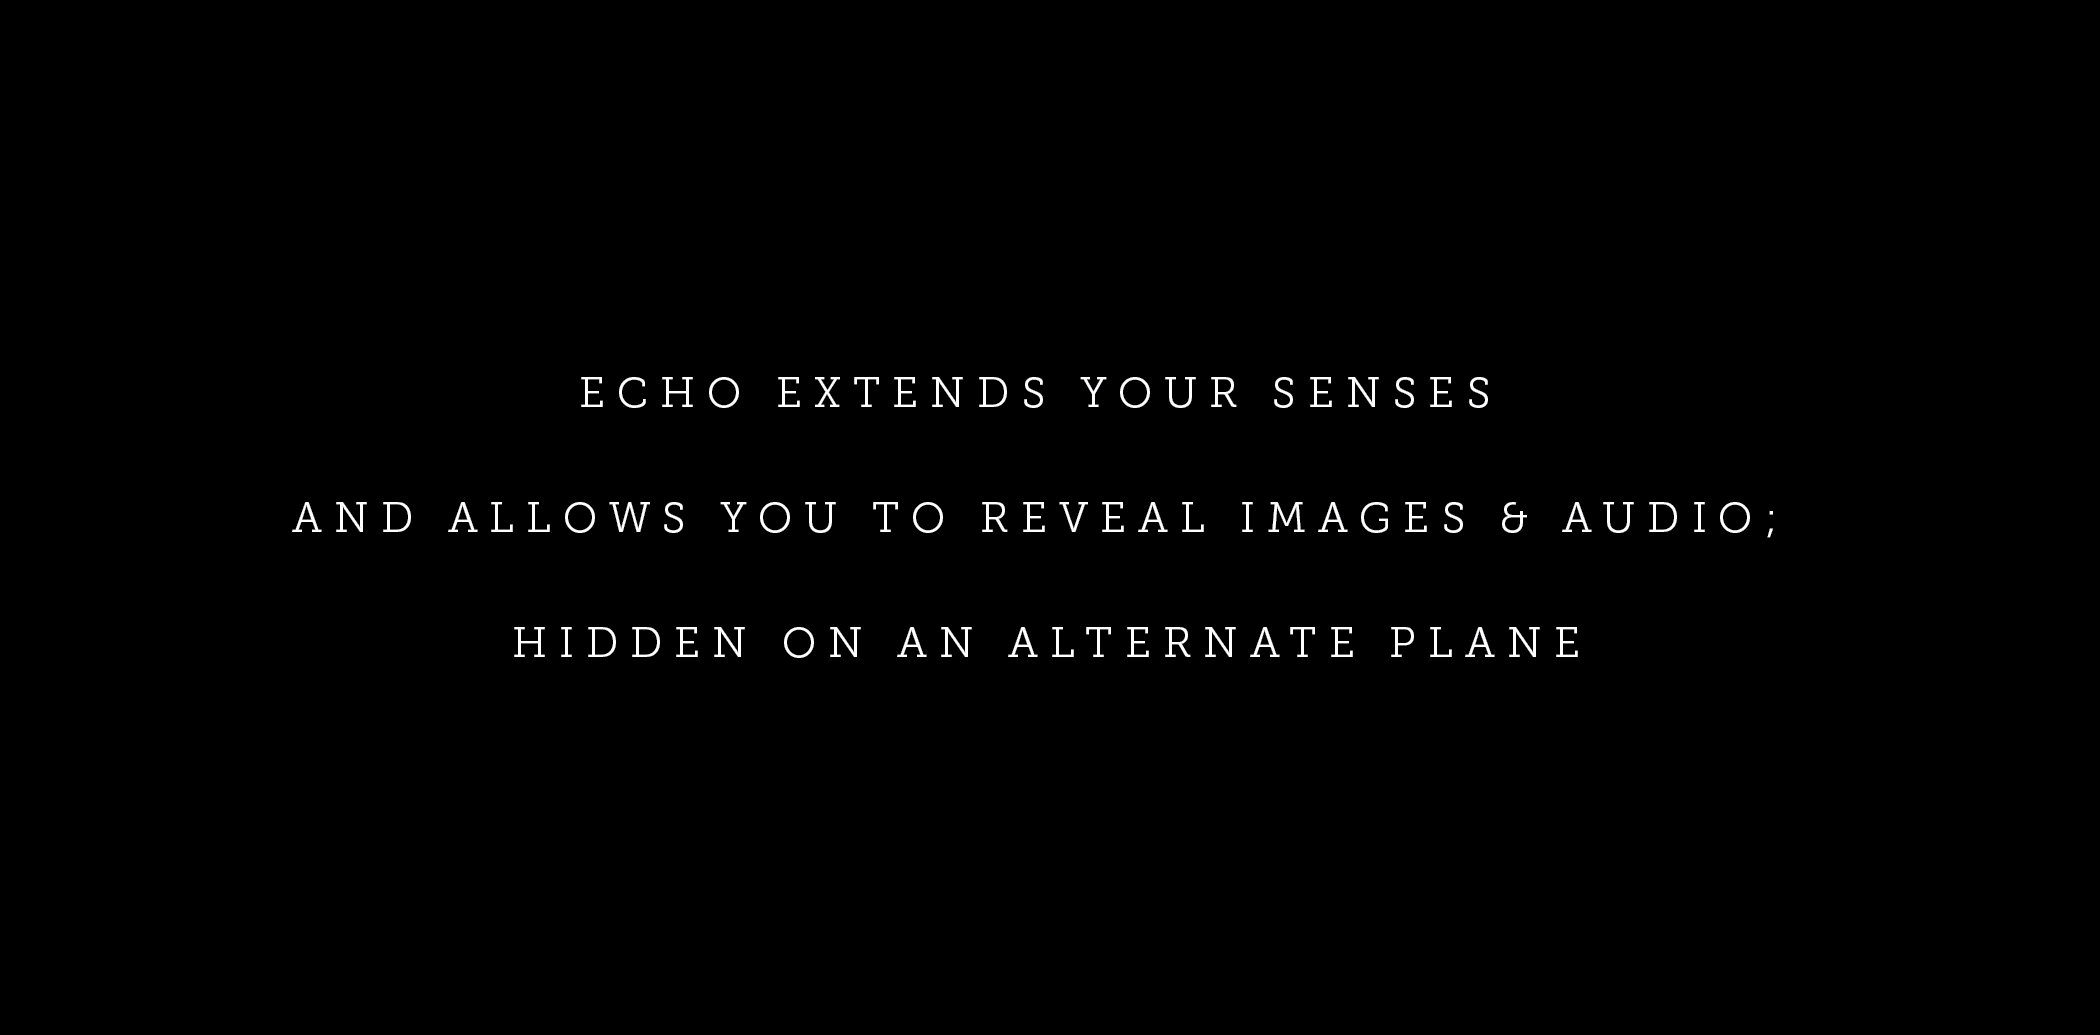 ECHO EXTENDS YOUR SENSES
AND ALLOWS YOU TO REVEAL IMAGES & AUDIO;
HIDDEN ON AN ALTERNATE PLANE